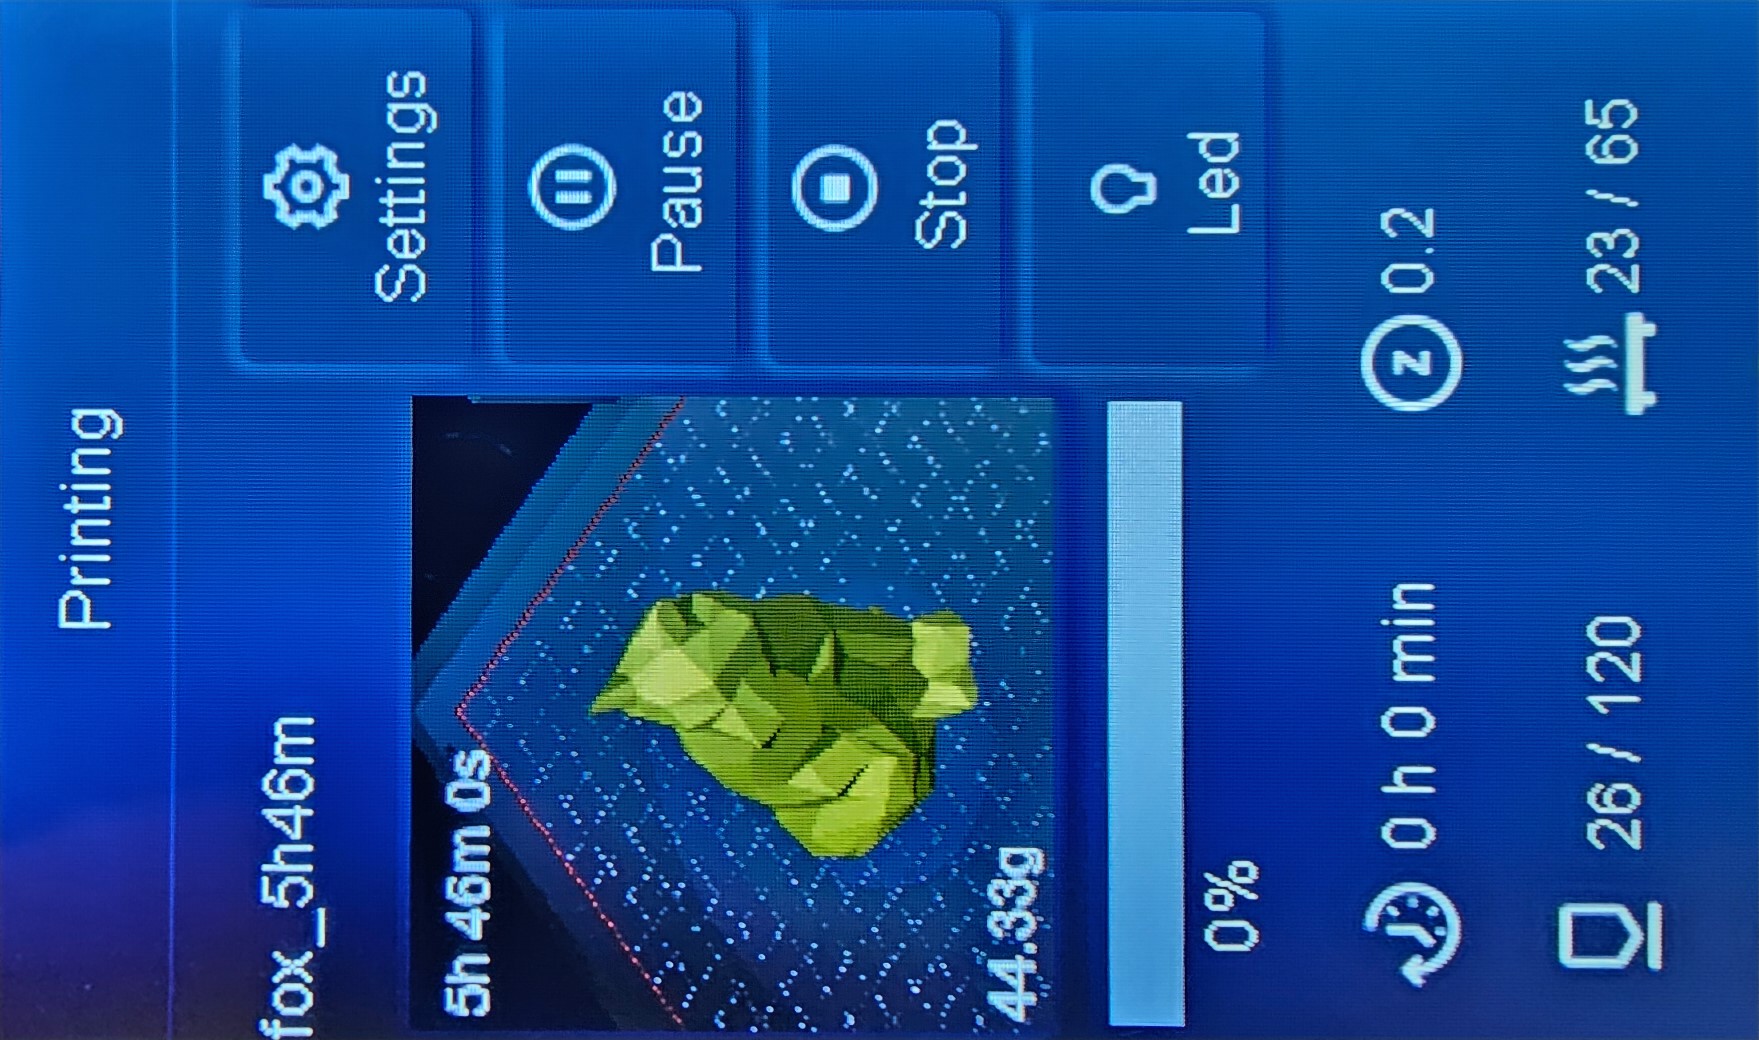 Printing
fox_5h46m
5h 46m 0s
44.33g
0%
Settings
Pause
Stop
Led
0 h 0 min
Z 0.2
26 / 120
23 / 65